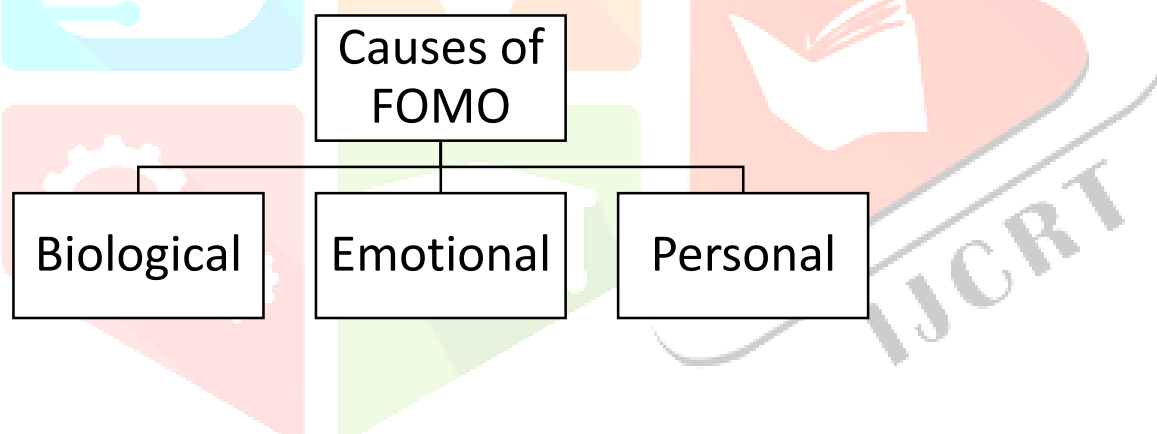 Causes of
FOMO
Biological
Emotional
Personal
IJCRT